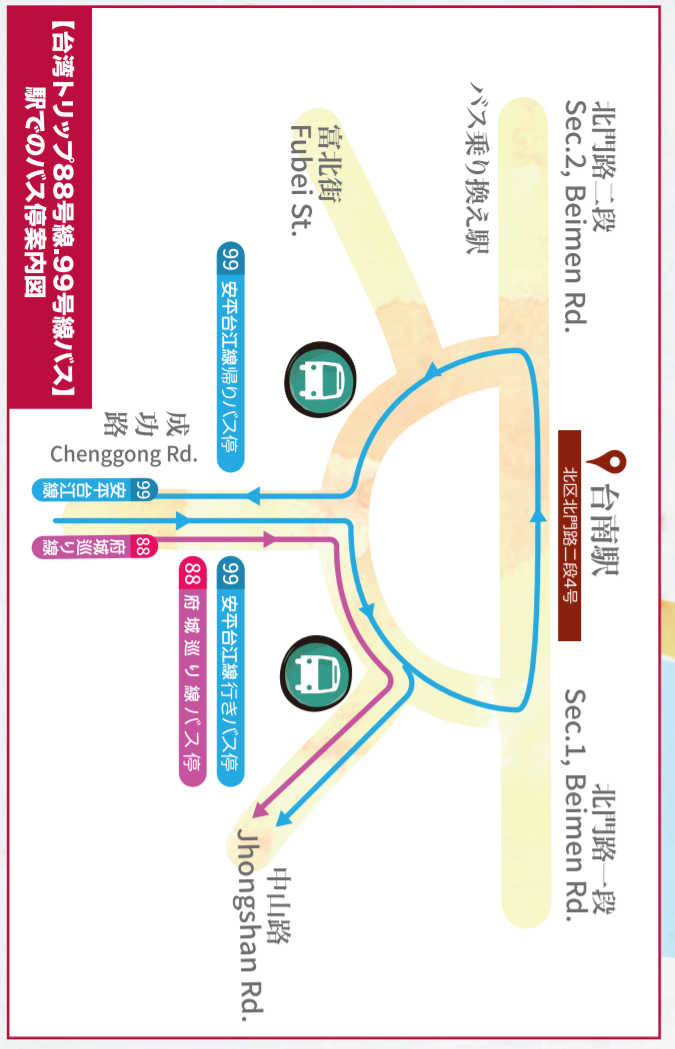 【台湾トリップ88号線.99号線バス】
駅でのバス停案内図
北門路二段
Sec.2, Beimen Rd.
バス乗り換え駅
富北街
Fubei St.
台南駅
北区北門路二段4号
北門路一段
Sec.1, Beimen Rd.
99 安平台江線帰りバス停
成功路
Chenggong Rd.
99 安平台江線
88 府城巡り線
99 安平台江線行きバス停
88 府城巡り線バス停
中山路
Jhongshan Rd.